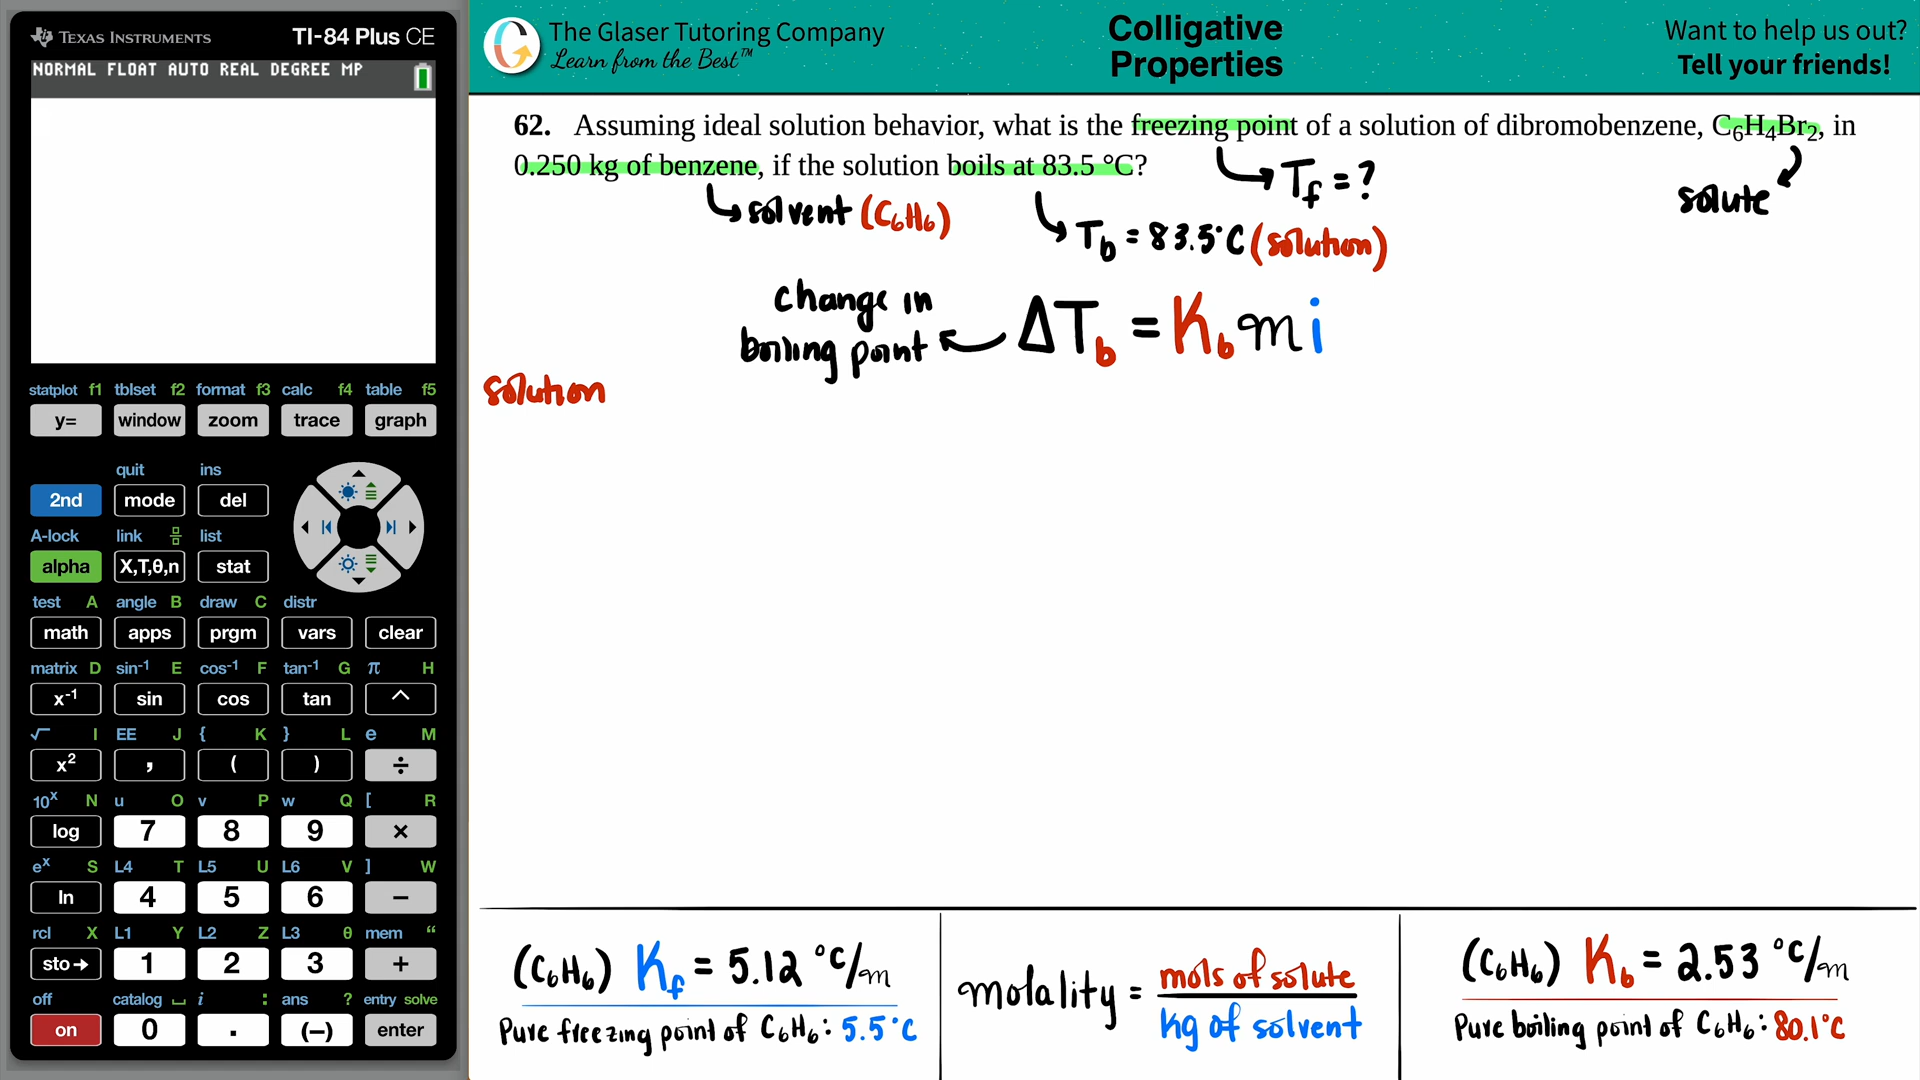 TEXAS INSTRUMENTS TI-84 Plus CE
NORMAL FLOAT AUTO REAL DEGREE MP
statplot f1 tblset f2 format f3 calc f4 table f5
y= window zoom trace graph
quit ins
2nd mode del
A-lock link list
alpha X,T,θ,n stat
test A angle B draw C distr
math apps prgm vars clear
matrix D sin⁻¹ E cos⁻¹ F tan⁻¹ G π H
x⁻¹ sin cos tan ^
√ I EE J { K } L e M
x² , ( ) ÷
10ˣ N u O v P w Q [ R
log 7 8 9 ×
eˣ S L4 T L5 U L6 V ] W
ln 4 5 6 −
rcl X L1 Y L2 Z L3 θ mem “
sto→ 1 2 3 +
off catalog ⎵ i : ans ? entry solve
on 0 . (−) enter
The Glaser Tutoring Company
Learn from the Best™
Colligative
Properties
Want to help us out?
Tell your friends!
62. Assuming ideal solution behavior, what is the freezing point of a solution of dibromobenzene, C₆H₄Br₂, in
0.250 kg of benzene, if the solution boils at 83.5 °C?
Tf = ?
solute
solvent (C₆H₆)
Tb = 83.5°C (solution)
change in
boiling point
ΔTb = Kb m i
solution
(C₆H₆) Kf = 5.12 °C/m
Pure freezing point of C₆H₆: 5.5°C
molality = mols of solute
kg of solvent
(C₆H₆) Kb = 2.53 °C/m
Pure boiling point of C₆H₆: 80.1°C